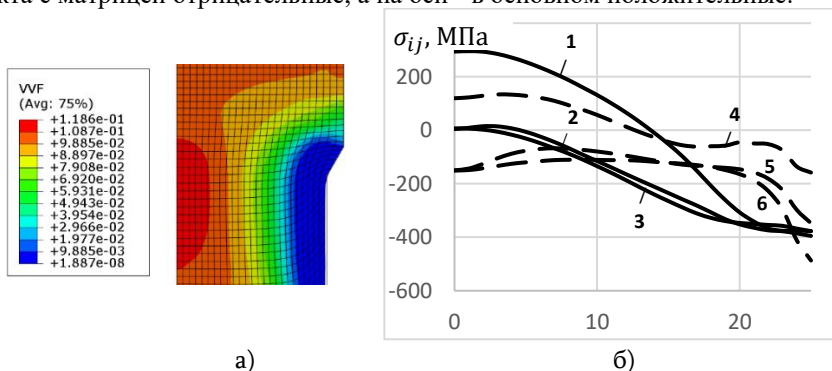 кта с матрицей отрицательные, а на оси – в основном положительные.
VVF
(Avg: 75%)
+1.186e-01
+1.087e-01
+9.885e-02
+8.897e-02
+7.908e-02
+6.920e-02
+5.931e-02
+4.943e-02
+3.954e-02
+2.966e-02
+1.977e-02
+9.885e-03
+1.887e-08
а)
σij, МПа
200
0
-200
-400
-600
0 10 20
1
2
3
4
5
6
б)